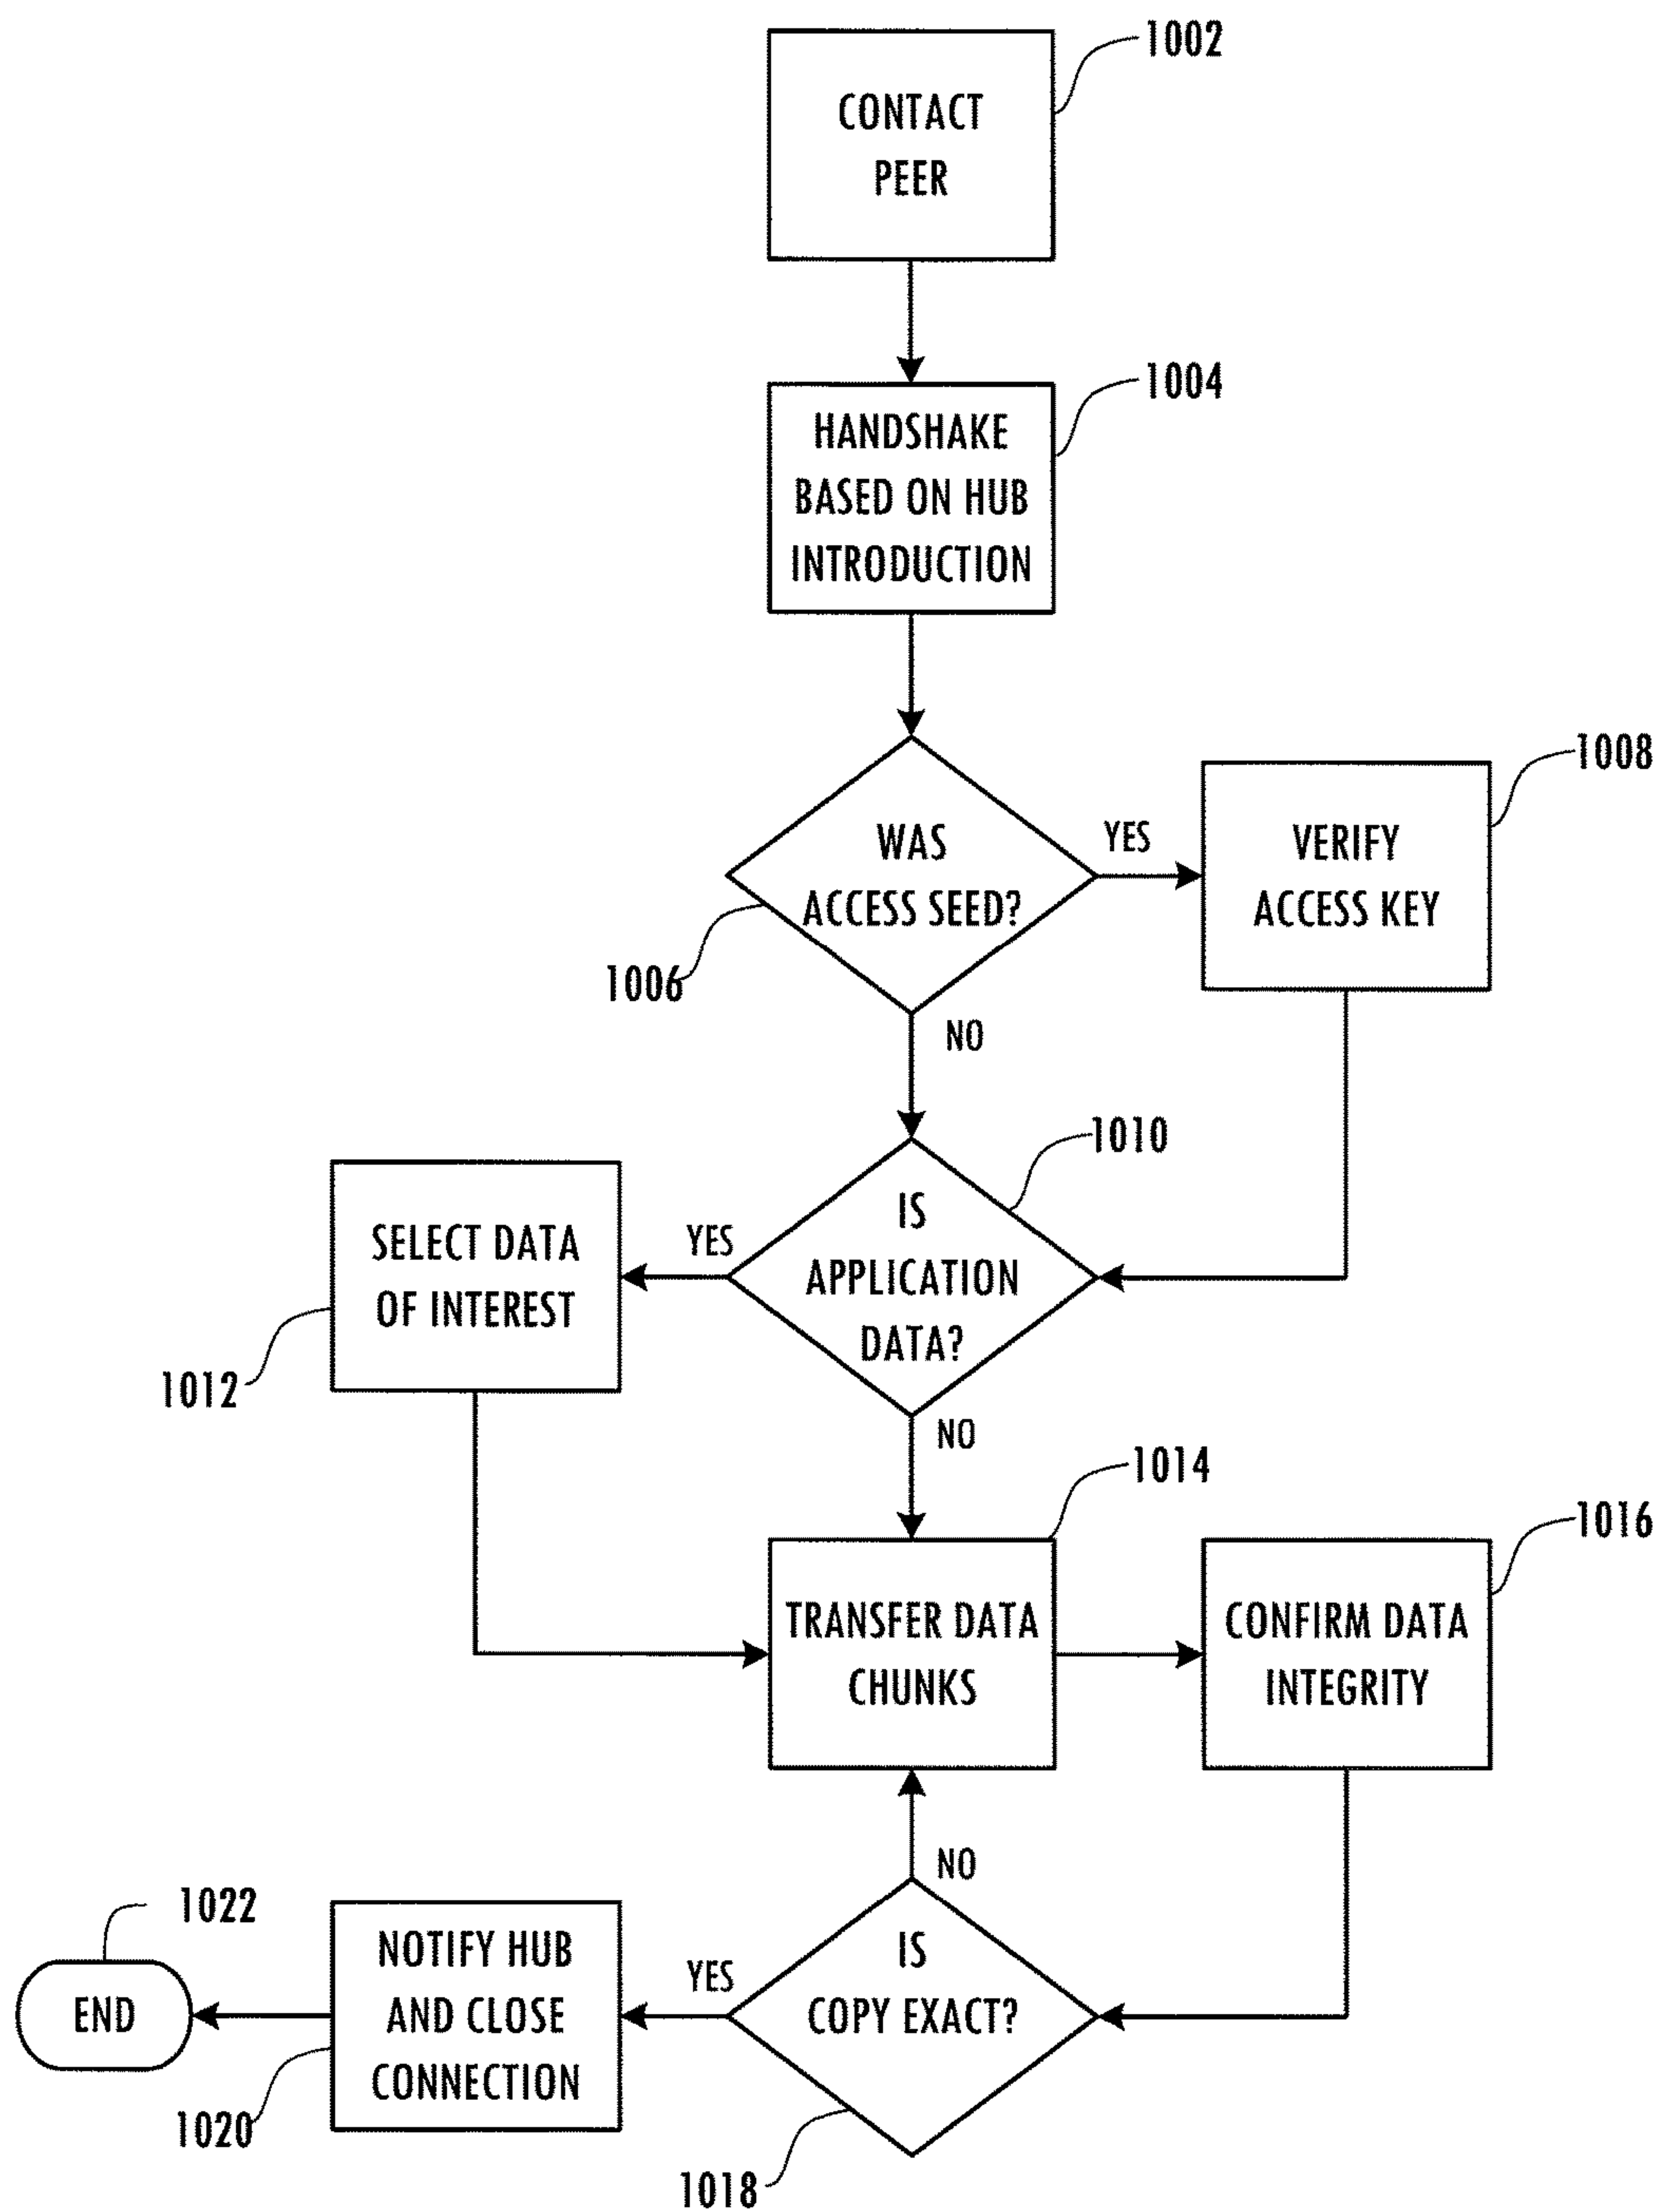 1002
CONTACT
PEER
1004
HANDSHAKE
BASED ON HUB
INTRODUCTION
1008
WAS
ACCESS SEED?
YES
VERIFY
ACCESS KEY
1006
NO
1010
IS
APPLICATION
DATA?
YES
SELECT DATA
OF INTEREST
1012
NO
1014
1016
TRANSFER DATA
CHUNKS
CONFIRM DATA
INTEGRITY
NO
1022
IS
COPY EXACT?
YES
NOTIFY HUB
AND CLOSE
CONNECTION
END
1020
1018